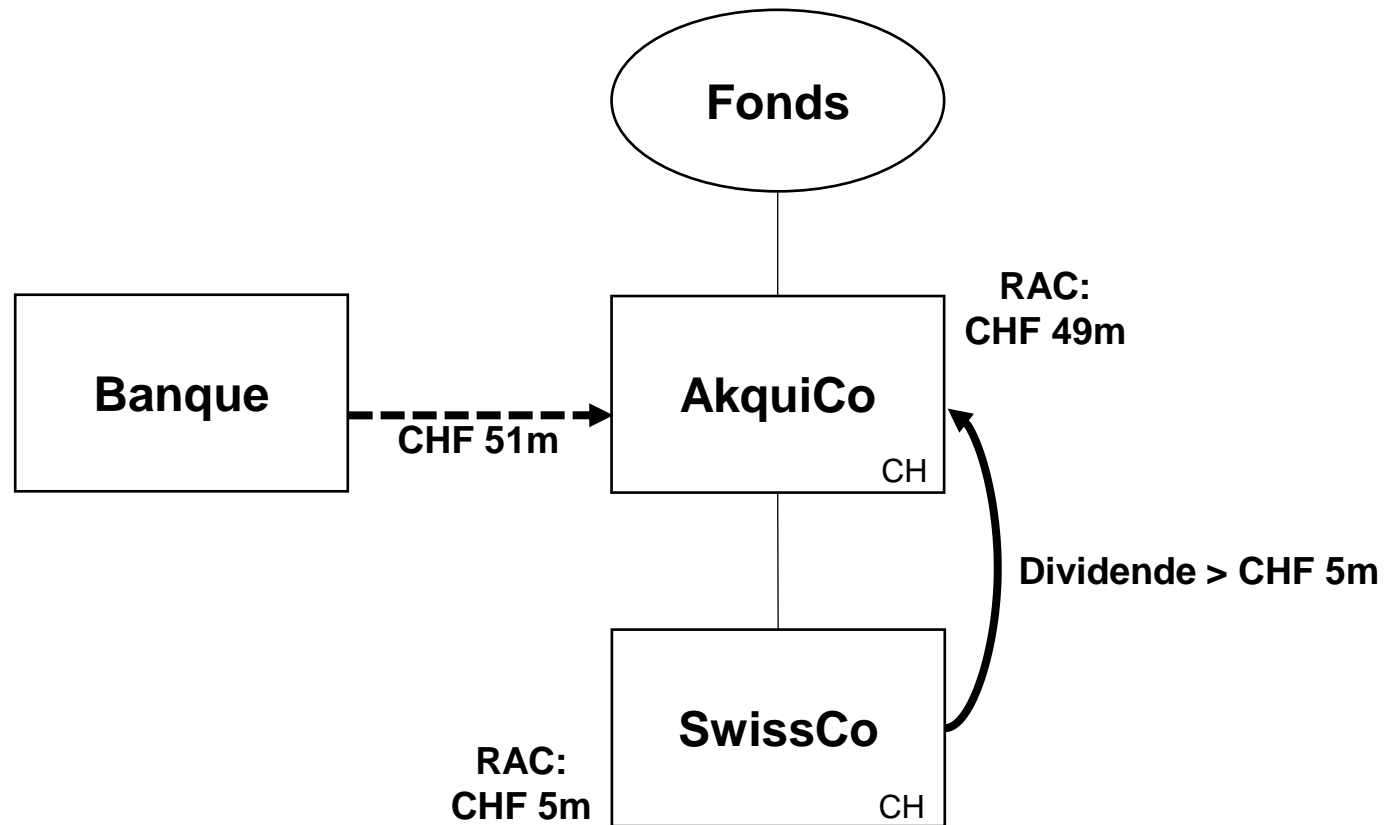 Fonds
RAC:
CHF 49m
Banque
CHF 51m
AkquiCo
CH
Dividende > CHF 5m
SwissCo
CH
RAC:
CHF 5m